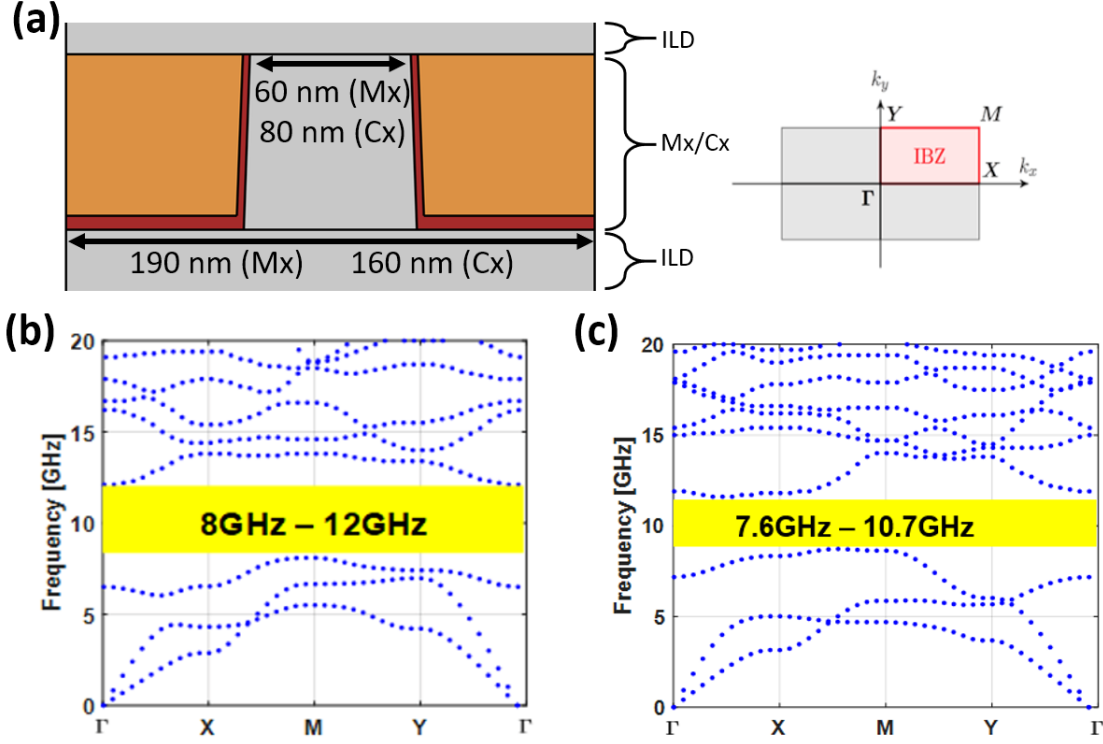 (a)
ILD
60 nm (Mx)
80 nm (Cx)
Mx/Cx
190 nm (Mx) 160 nm (Cx)
ILD
k_y
Y M
IBZ
X k_x
Γ
(b)
Frequency [GHz]
20
15
10
5
0
8GHz – 12GHz
Γ X M Y Γ
(c)
Frequency [GHz]
20
15
10
5
0
7.6GHz – 10.7GHz
Γ X M Y Γ